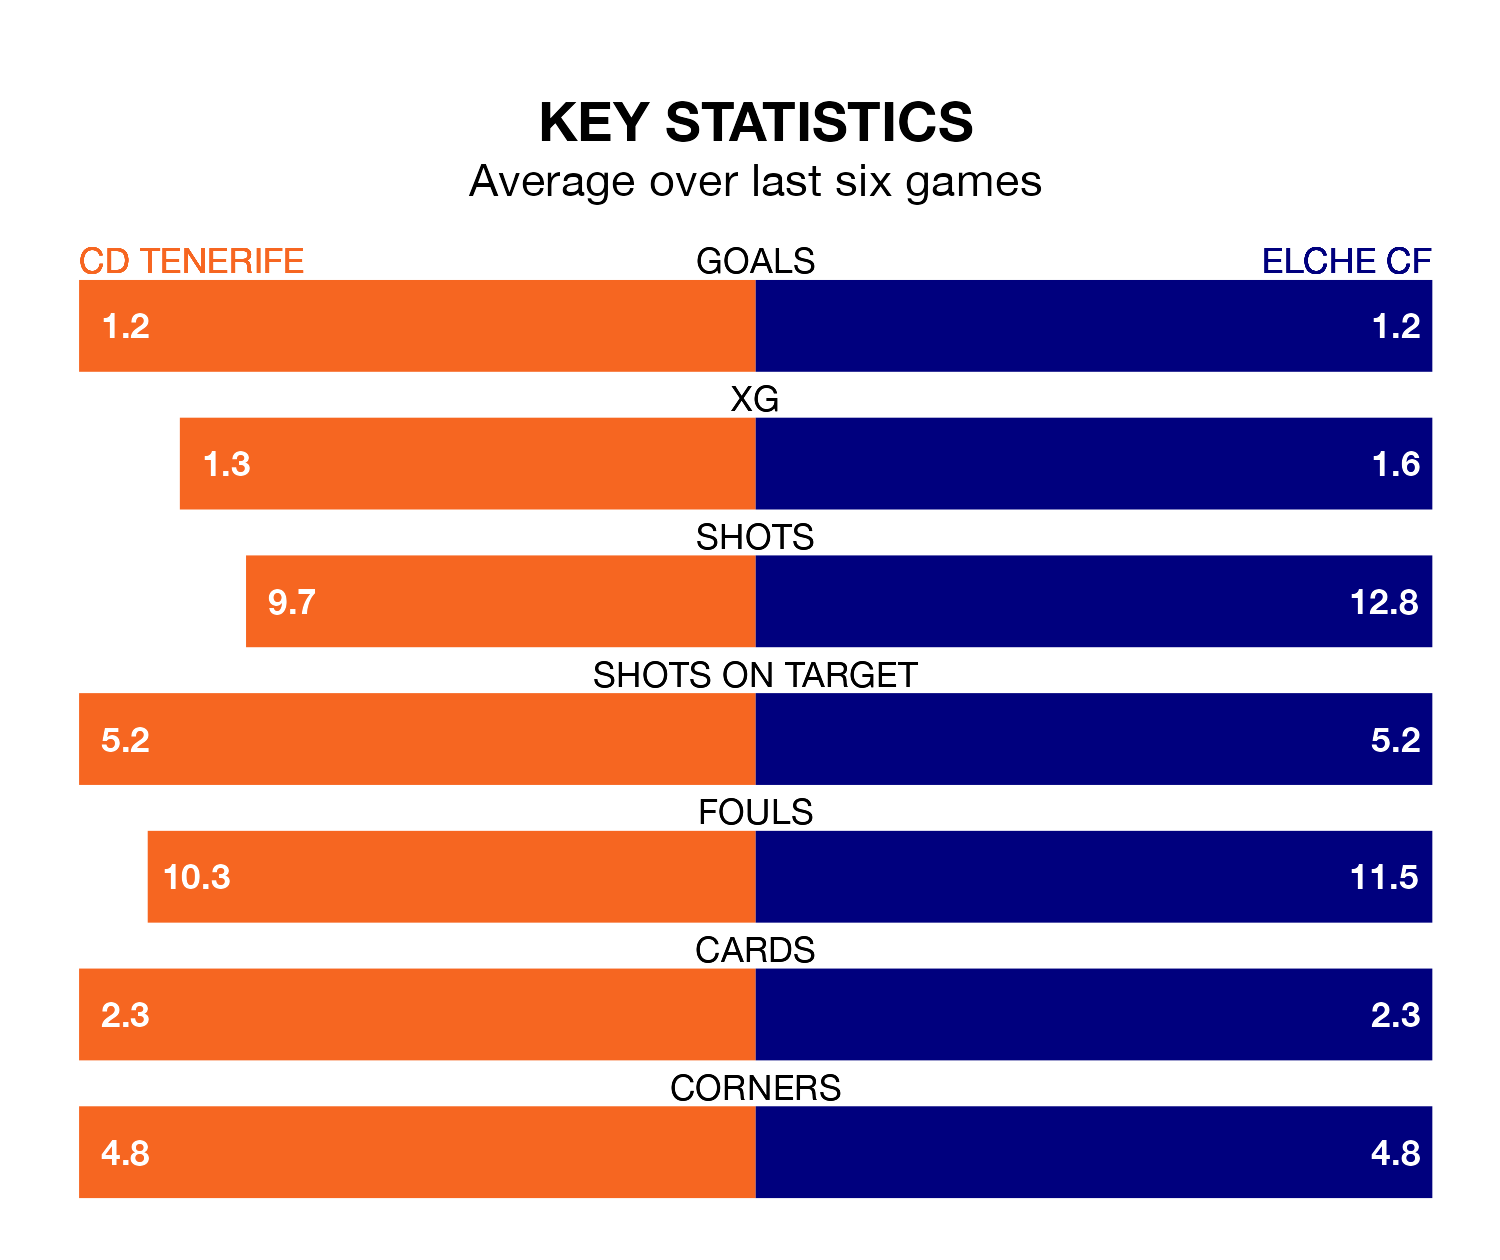 KEY STATISTICS
Average over last six games
CD TENERIFE GOALS ELCHE CF
1.2 1.2
XG
1.3 1.6
SHOTS
9.7 12.8
SHOTS ON TARGET
5.2 5.2
FOULS
10.3 11.5
CARDS
2.3 2.3
CORNERS
4.8 4.8